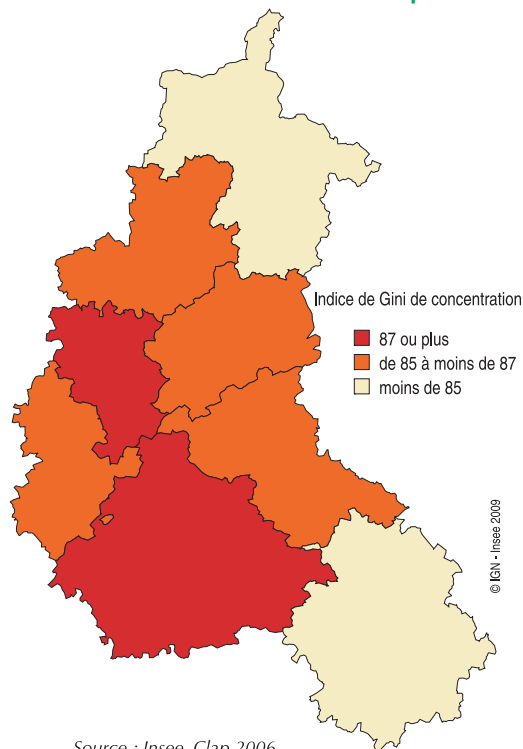 Indice de Gini de concentration
87 ou plus
de 85 à moins de 87
moins de 85
© IGN - Insee 2009
Source : Insee, Clap 2006